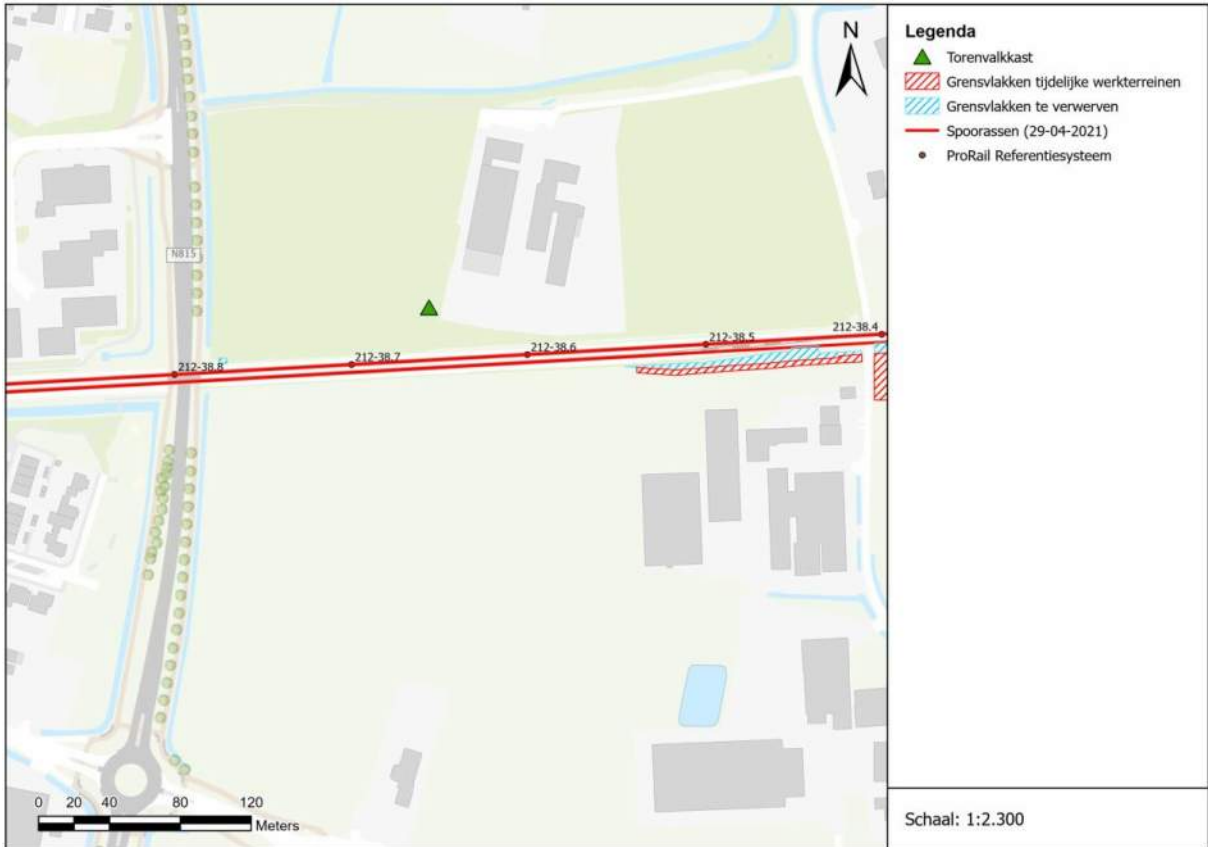 N
N815
212-38.4
212-38.5
212-38.6
212-38.7
212-38.8
0 20 40 80 120
Meters
Legenda
Torenvalkkast
Grensvlakken tijdelijke werkterreinen
Grensvlakken te verwerven
Spoorassen (29-04-2021)
ProRail Referentiesysteem
Schaal: 1:2.300